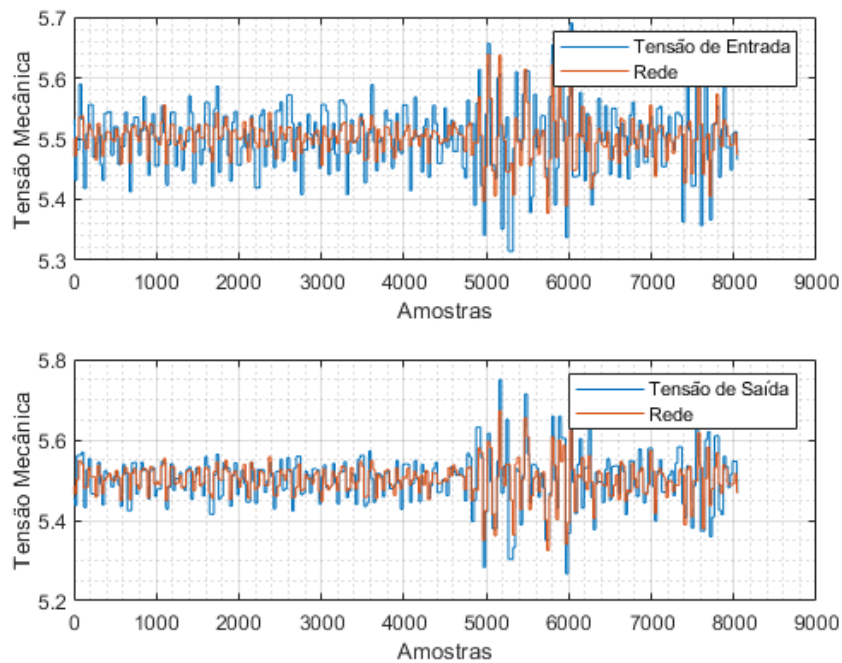 5.7
5.6
5.5
5.4
5.3
Tensão Mecânica
Tensão de Entrada
Rede
0 1000 2000 3000 4000 5000 6000 7000 8000 9000
Amostras
5.8
5.6
5.4
5.2
Tensão Mecânica
Tensão de Saída
Rede
0 1000 2000 3000 4000 5000 6000 7000 8000 9000
Amostras